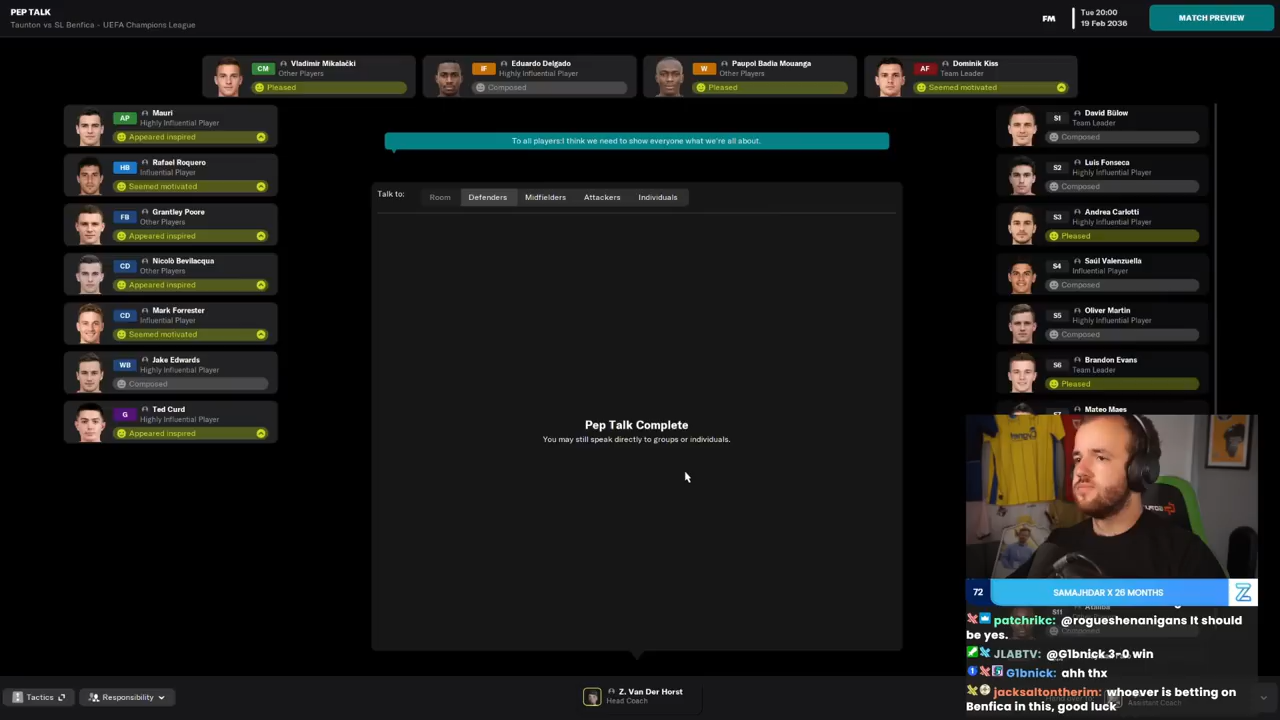 PEP TALK
Taunton vs SL Benfica - UEFA Champions League
FM
Tue 20:00
19 Feb 2036
MATCH PREVIEW
CM
Vladimir Mikalački
Other Players
Pleased
IF
Eduardo Delgado
Highly Influential Player
Composed
W
Paupol Badia Mouanga
Other Players
Pleased
AF
Dominik Kiss
Team Leader
Seemed motivated
AP
Mauri
Highly Influential Player
Appeared inspired
HB
Rafael Roquero
Influential Player
Seemed motivated
FB
Grantley Poore
Other Players
Appeared inspired
CD
Nicolò Bevilacqua
Other Players
Appeared inspired
CD
Mark Forrester
Influential Player
Seemed motivated
WB
Jake Edwards
Highly Influential Player
Composed
G
Ted Curd
Highly Influential Player
Appeared inspired
To all players:I think we need to show everyone what we're all about.
Talk to:
Room
Defenders
Midfielders
Attackers
Individuals
Pep Talk Complete
You may still speak directly to groups or individuals.
S1
David Bülow
Team Leader
Composed
S2
Luis Fonseca
Highly Influential Player
Composed
S3
Andrea Carlotti
Highly Influential Player
Pleased
S4
Saúl Valenzuella
Influential Player
Composed
S5
Oliver Martin
Highly Influential Player
Composed
S6
Brandon Evans
Team Leader
Pleased
Mateo Maes
72
SAMAJHDAR X 26 MONTHS
S11
Composed
patchrikc: @rogueshenanigans It should
be yes.
JLABTV: @G1bnick 3-0 win
G1bnick: ahh thx
jacksaltontherim: whoever is betting on
Benfica in this, good luck
Assistant Coach
Tactics
Responsibility
Z. Van Der Horst
Head Coach